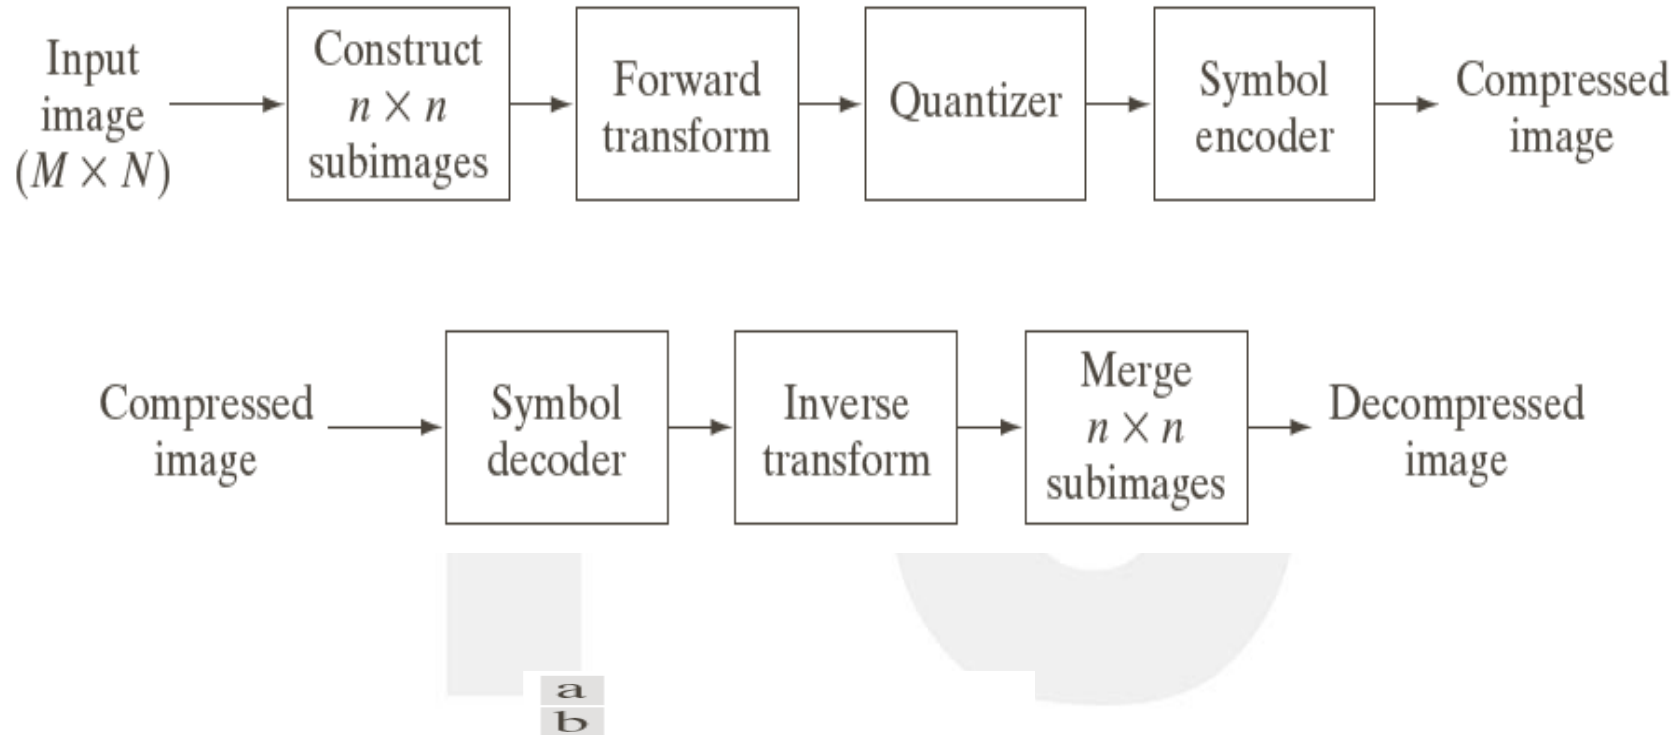 Input
image
(M × N)
Construct
n × n
subimages
Forward
transform
Quantizer
Symbol
encoder
Compressed
image
Compressed
image
Symbol
decoder
Inverse
transform
Merge
n × n
subimages
Decompressed
image
a
b